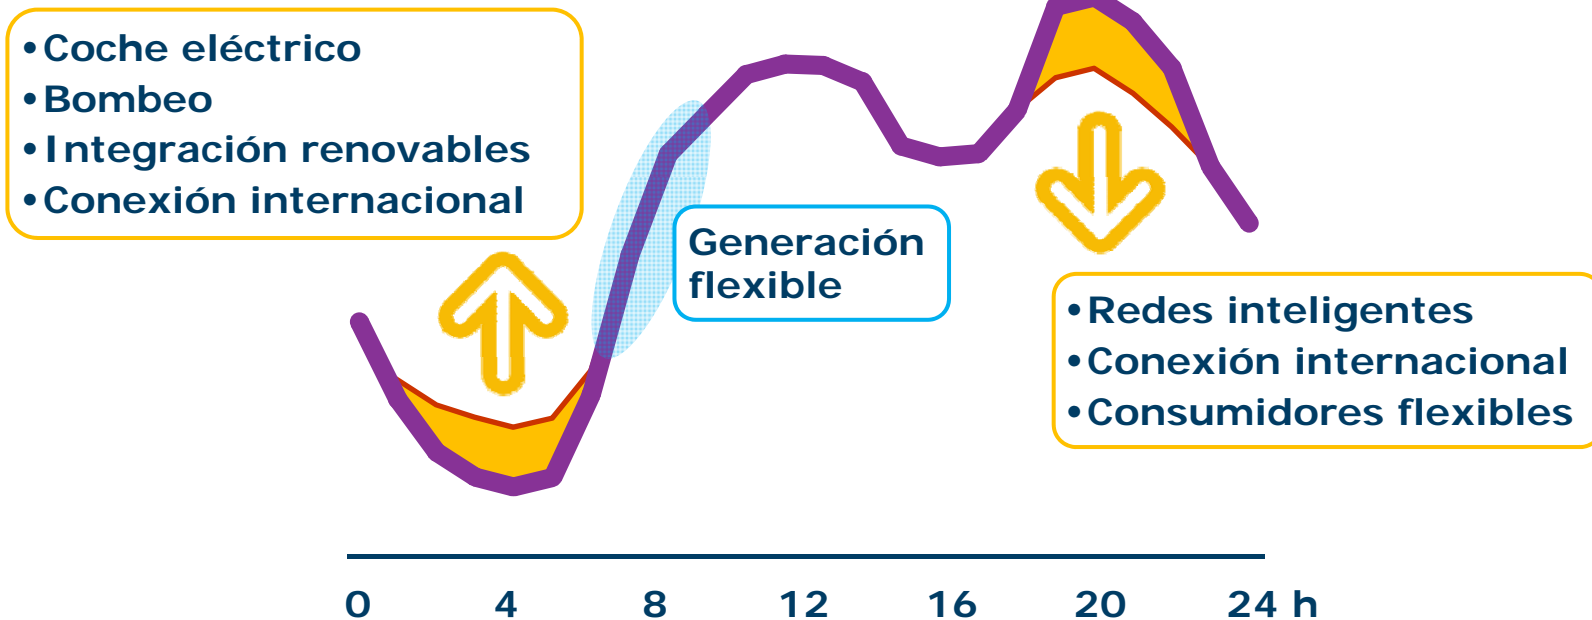 •Coche eléctrico
•Bombeo
•Integración renovables
•Conexión internacional
Generación
flexible
•Redes inteligentes
•Conexión internacional
•Consumidores flexibles
0 4 8 12 16 20 24 h